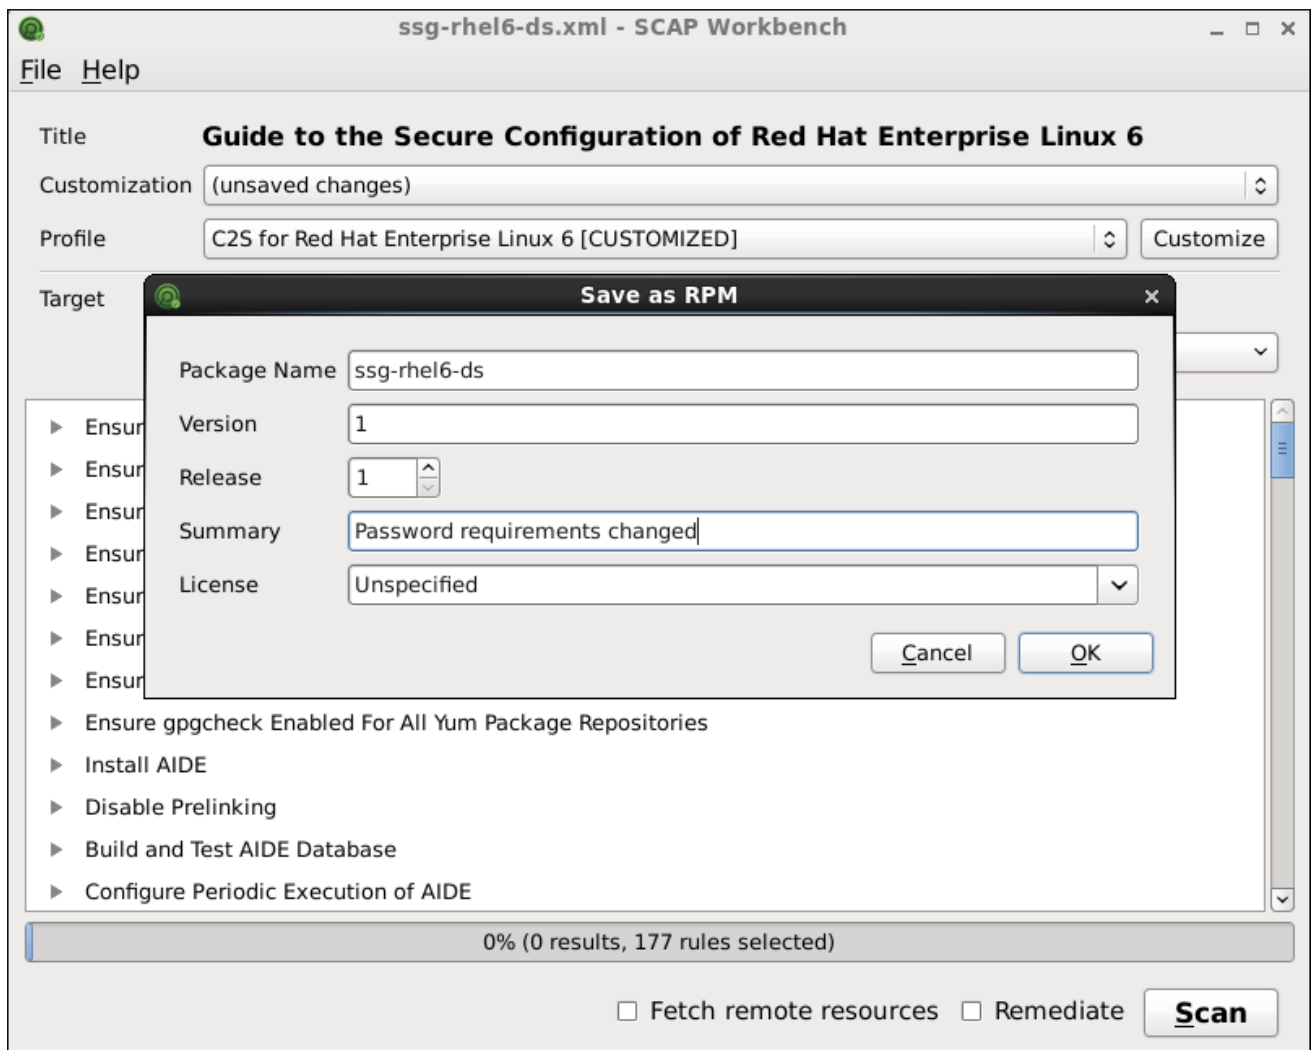 ssg-rhel6-ds.xml - SCAP Workbench
File Help
Title Guide to the Secure Configuration of Red Hat Enterprise Linux 6
Customization (unsaved changes)
Profile C2S for Red Hat Enterprise Linux 6 [CUSTOMIZED] Customize
Target
Save as RPM
Package Name ssg-rhel6-ds
Version 1
Release 1
Summary Password requirements changed
License Unspecified
Cancel OK
Ensur
Ensur
Ensur
Ensur
Ensur
Ensur
Ensur
Ensure gpgcheck Enabled For All Yum Package Repositories
Install AIDE
Disable Prelinking
Build and Test AIDE Database
Configure Periodic Execution of AIDE
0% (0 results, 177 rules selected)
Fetch remote resources Remediate Scan